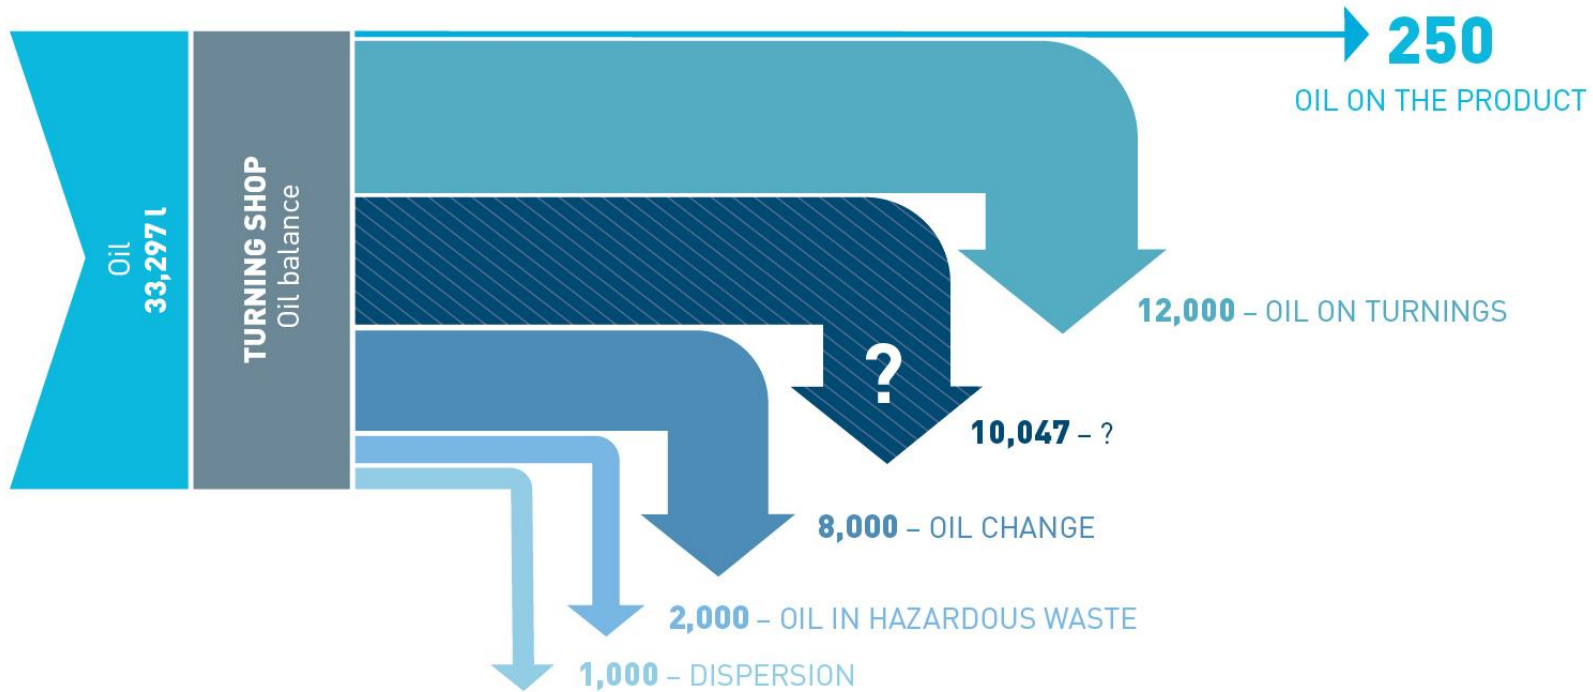 250
OIL ON THE PRODUCT
Oil
33,297 l
TURNING SHOP
Oil balance
12,000 – OIL ON TURNINGS
?
10,047 – ?
8,000 – OIL CHANGE
2,000 – OIL IN HAZARDOUS WASTE
1,000 – DISPERSION